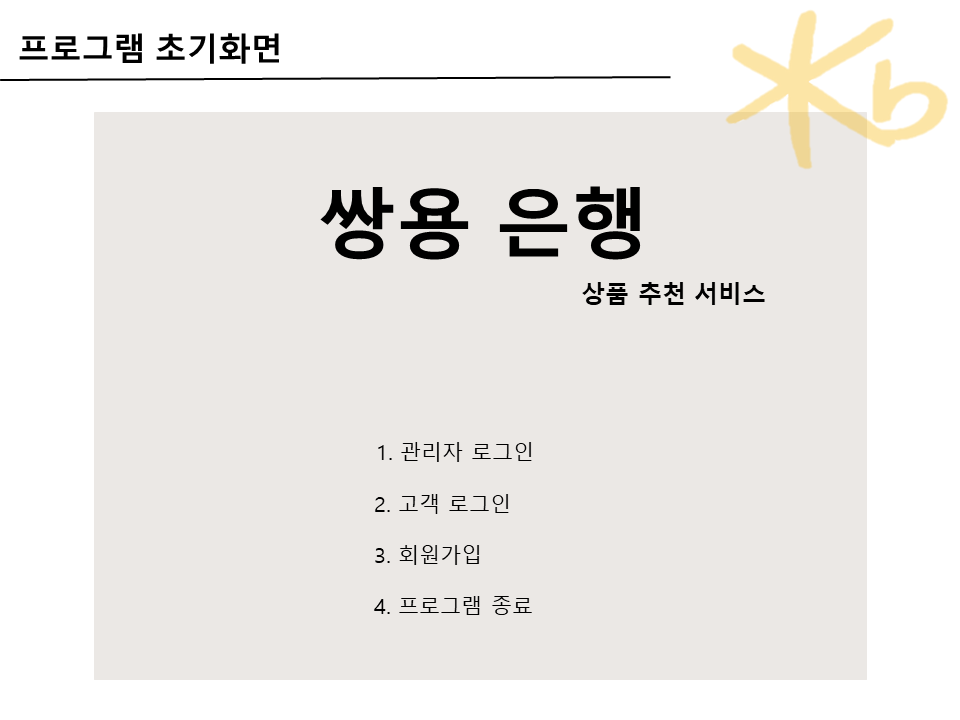 프로그램 초기화면
Kb
쌍용 은행
상품 추천 서비스
1. 관리자 로그인
2. 고객 로그인
3. 회원가입
4. 프로그램 종료